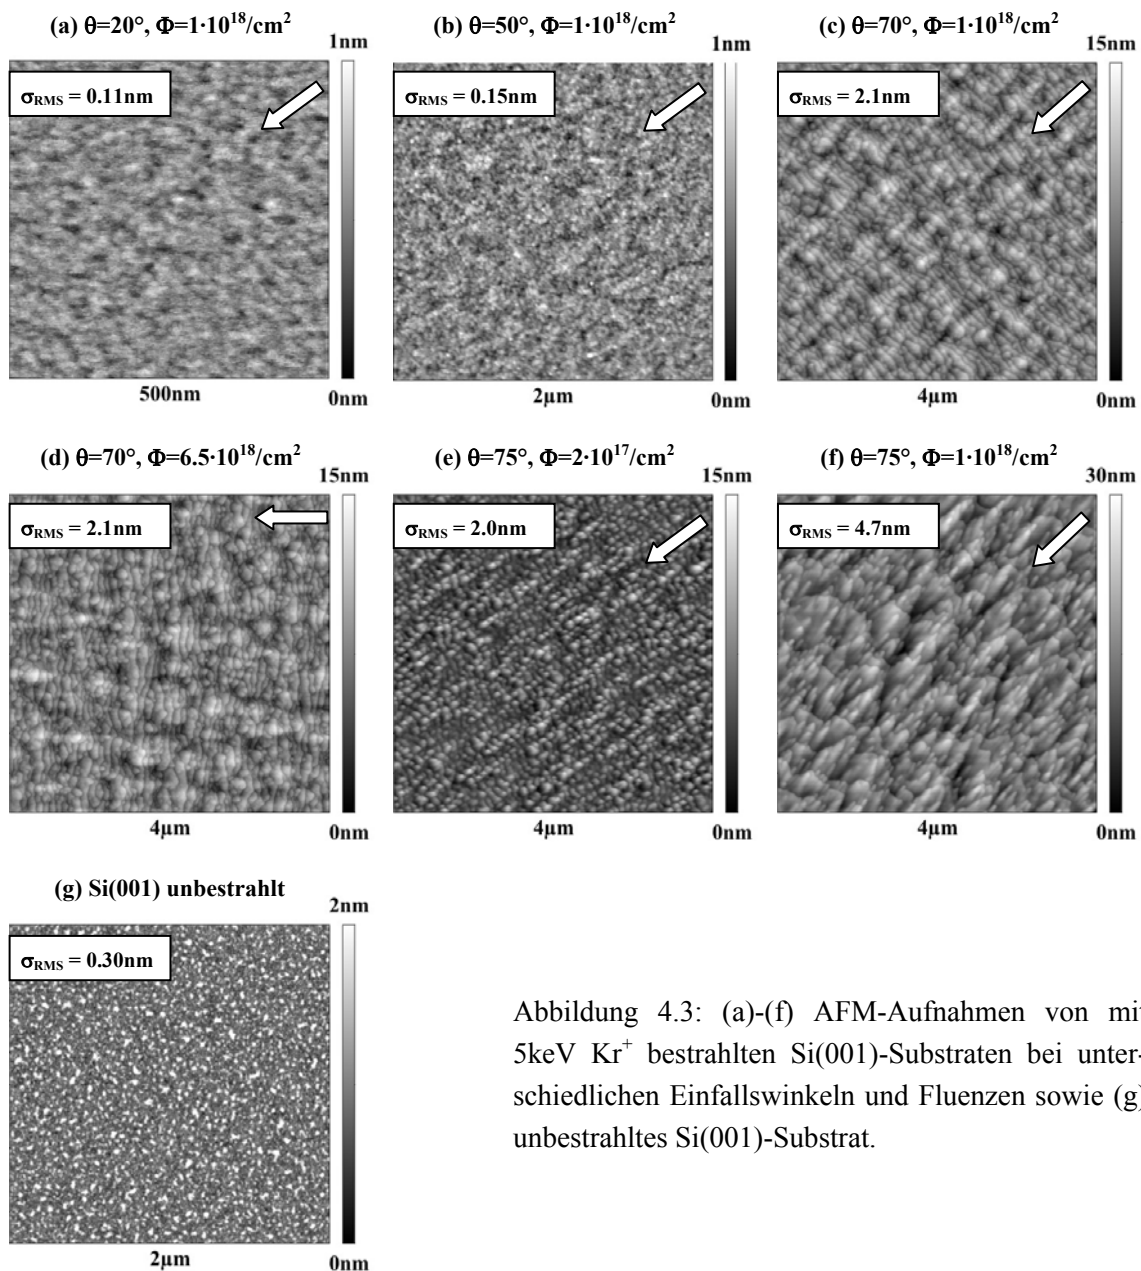 (a) θ=20°, Φ=1·10¹⁸/cm²
1nm
σRMS = 0.11nm
500nm
0nm
(b) θ=50°, Φ=1·10¹⁸/cm²
1nm
σRMS = 0.15nm
2µm
0nm
(c) θ=70°, Φ=1·10¹⁸/cm²
15nm
σRMS = 2.1nm
4µm
0nm
(d) θ=70°, Φ=6.5·10¹⁸/cm²
15nm
σRMS = 2.1nm
4µm
0nm
(e) θ=75°, Φ=2·10¹⁷/cm²
15nm
σRMS = 2.0nm
4µm
0nm
(f) θ=75°, Φ=1·10¹⁸/cm²
30nm
σRMS = 4.7nm
4µm
0nm
(g) Si(001) unbestrahlt
2nm
σRMS = 0.30nm
2µm
0nm
Abbildung 4.3: (a)-(f) AFM-Aufnahmen von mit
5keV Kr⁺ bestrahlten Si(001)-Substraten bei unter-
schiedlichen Einfallswinkeln und Fluenzen sowie (g)
unbestrahltes Si(001)-Substrat.